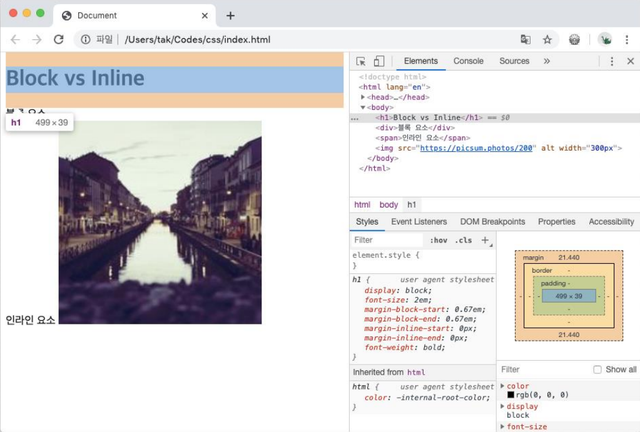 Document
파일 | /Users/tak/Codes/css/index.html
Block vs Inline
h1 499 × 39
인라인 요소
Elements Console Sources »
<!doctype html>
<html lang="en">
<head>…</head>
<body>
<h1>Block vs Inline</h1> == $0
<div>블록 요소</div>
<span>인라인 요소</span>
<img src="https://picsum.photos/200" alt width="300px">
</body>
</html>
html body h1
Styles Event Listeners DOM Breakpoints Properties Accessibility
Filter :hov .cls +
element.style {
}
h1 { user agent stylesheet
display: block;
font-size: 2em;
margin-block-start: 0.67em;
margin-block-end: 0.67em;
margin-inline-start: 0px;
margin-inline-end: 0px;
font-weight: bold;
}
Inherited from html
html { user agent stylesheet
color: -internal-root-color;
}
margin 21.440
border -
padding -
- - - 499 × 39 - - -
-
-
21.440
Filter Show all
color
rgb(0, 0, 0)
display
block
font-size